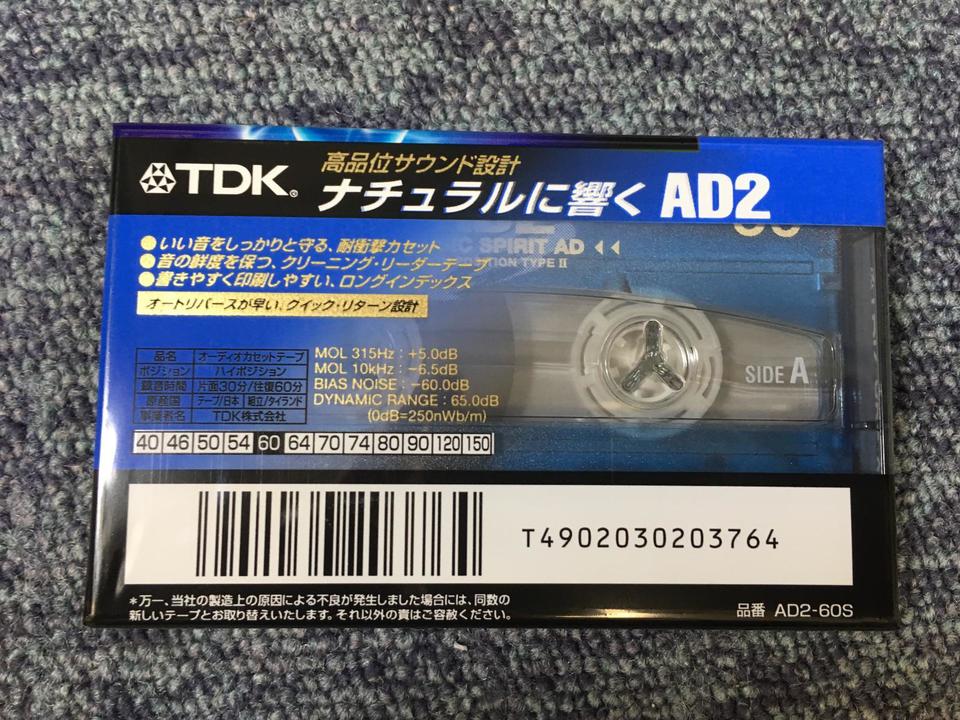 TDK®
高品位サウンド設計
ナチュラルに響く AD2
●いい音をしっかりと守る、耐衝撃カセット
●音の鮮度を保つ、クリーニング・リーダーテープ
●書きやすく印刷しやすい、ロングインデックス
オートリバースが早い、クイック・リターン設計
SPIRIT AD ◄◄
POSITION TYPE II
SIDE A
品名 オーディオカセットテープ
ポジション ハイポジション
録音時間 片面30分/往復60分
原産国 テープ/日本 組立/タイランド
事業者名 TDK株式会社
MOL 315Hz : +5.0dB
MOL 10kHz : −6.5dB
BIAS NOISE : −60.0dB
DYNAMIC RANGE : 65.0dB
(0dB=250nWb/m)
40 46 50 54 60 64 70 74 80 90 120 150
T4902030203764
*万一、当社の製造上の原因による不良が発生しました場合には、同数の
新しいテープとお取り替えいたします。それ以外の責はご容赦ください。
品番 AD2-60S